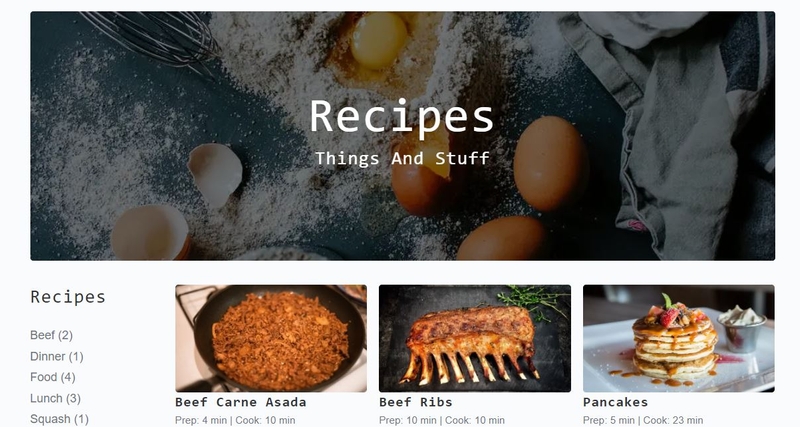 Recipes
Things And Stuff
Recipes
Beef (2)
Dinner (1)
Food (4)
Lunch (3)
Squash (1)
Beef Carne Asada
Prep: 4 min | Cook: 10 min
Beef Ribs
Prep: 10 min | Cook: 10 min
Pancakes
Prep: 5 min | Cook: 23 min